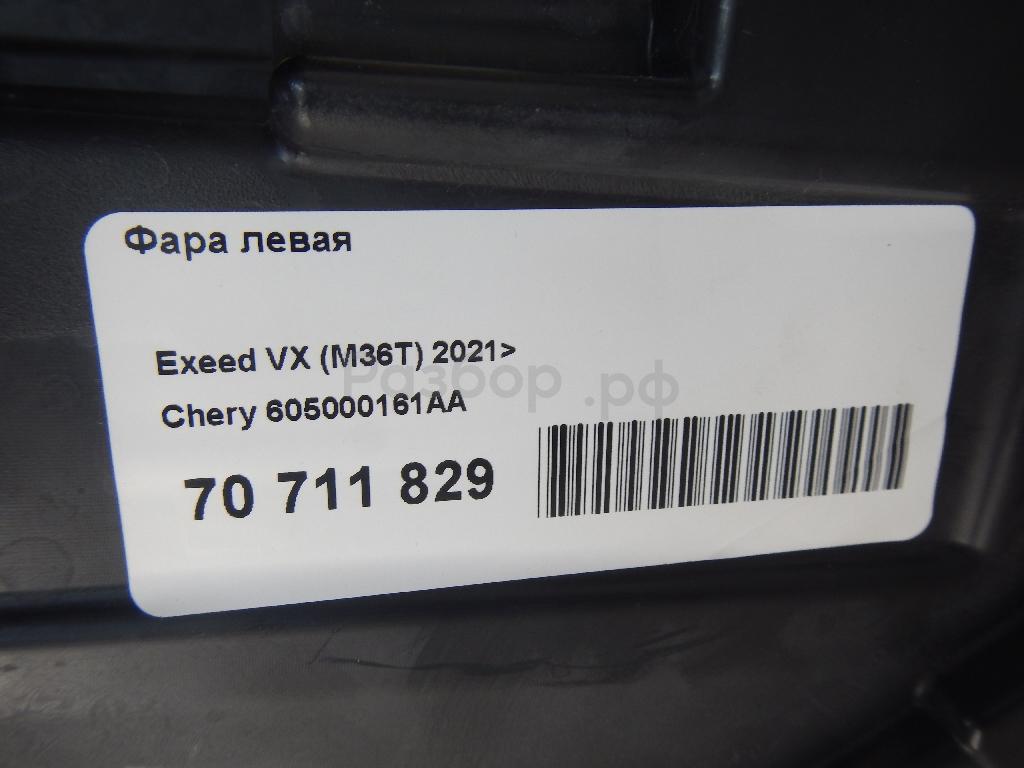 Фара левая
Exeed VX (M36T) 2021>
Разбор.рф
Chery 605000161AA
70 711 829